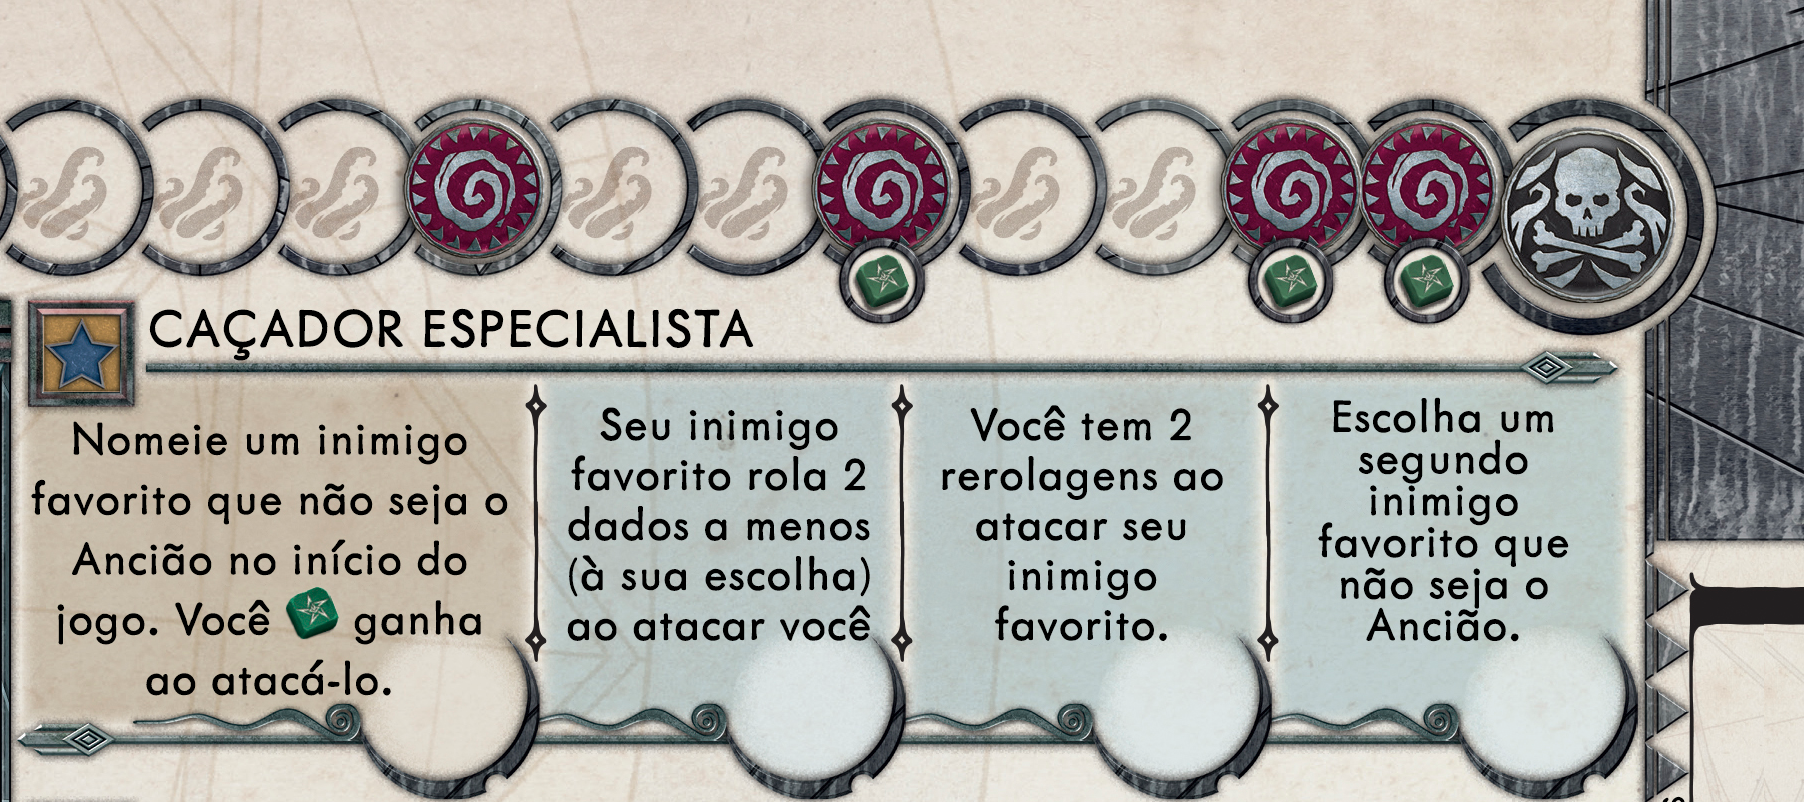 CAÇADOR ESPECIALISTA
Nomeie um inimigo
favorito que não seja o
Ancião no início do
jogo. Você ganha
ao atacá-lo.
Seu inimigo
favorito rola 2
dados a menos
(à sua escolha)
ao atacar você
Você tem 2
rerolagens ao
atacar seu
inimigo
favorito.
Escolha um
segundo
inimigo
favorito que
não seja o
Ancião.